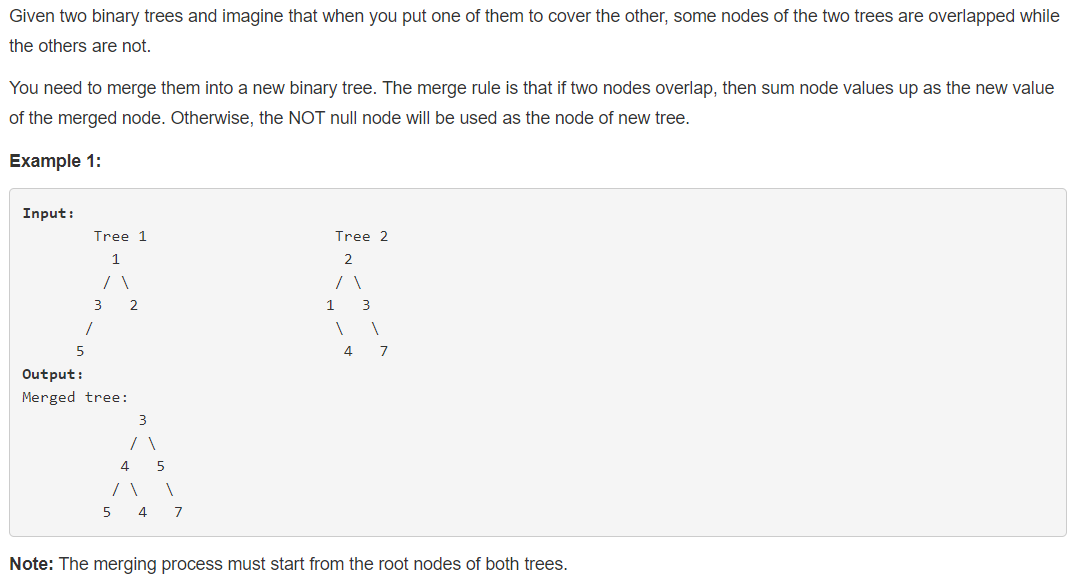 Given two binary trees and imagine that when you put one of them to cover the other, some nodes of the two trees are overlapped while
the others are not.
You need to merge them into a new binary tree. The merge rule is that if two nodes overlap, then sum node values up as the new value
of the merged node. Otherwise, the NOT null node will be used as the node of new tree.
Example 1:
Input:
        Tree 1                     Tree 2
          1                         2
         / \                       / \
        3   2                     1   3
       /                           \   \
      5                             4   7
Output:
Merged tree:
             3
            / \
           4   5
          / \   \
         5   4   7
Note: The merging process must start from the root nodes of both trees.